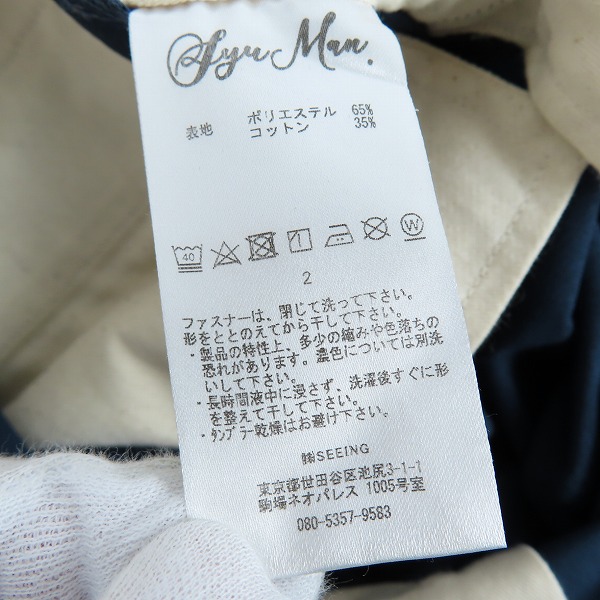 Syu Man.
表地 ポリエステル 65%
コットン 35%
40 W
2
ファスナーは、閉じて洗って下さい。
形をととのえてから干して下さい。
・製品の特性上、多少の縮みや色落ちの
恐れがあります。濃色については別洗
いして下さい。
・長時間液中に浸さず、洗濯後すぐに形
を整えて干して下さい。
・タンブラー乾燥はお避け下さい。
㈱SEEING
東京都世田谷区池尻3-1-1
駒場ネオパレス 1005号室
080-5357-9583